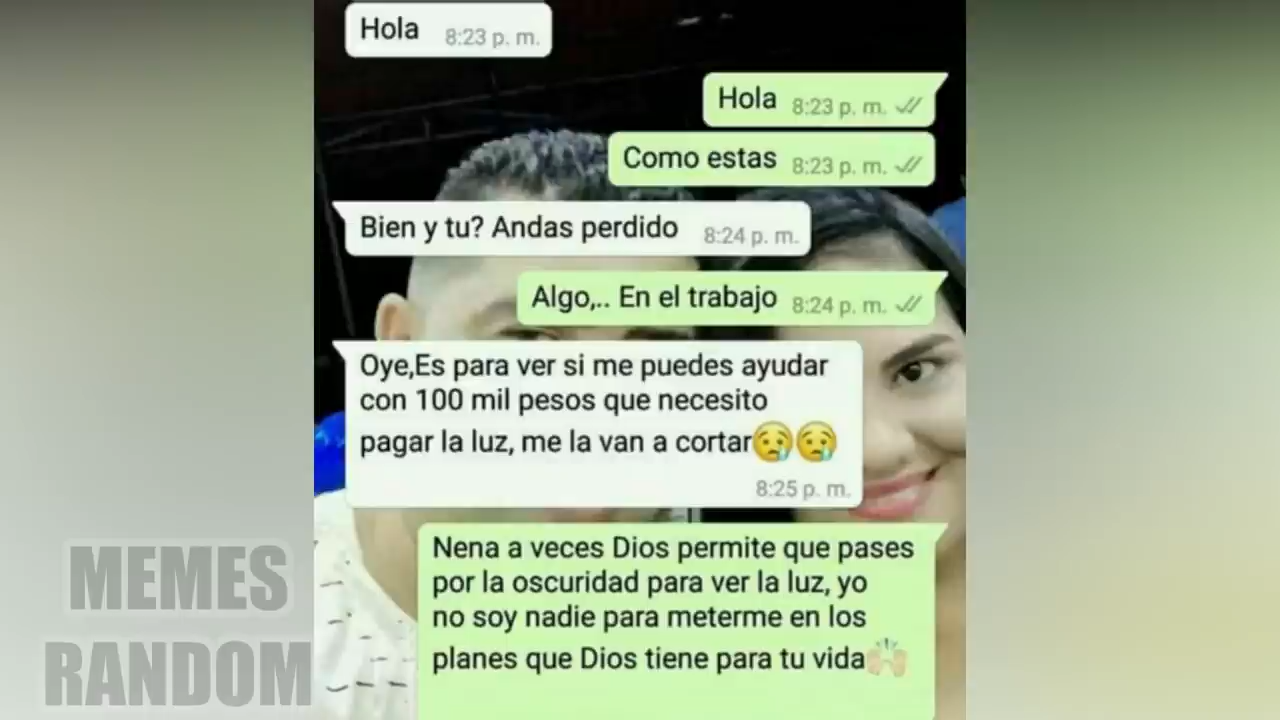 Hola 8:23 p. m.
Hola 8:23 p. m.
Como estas 8:23 p. m.
Bien y tu? Andas perdido 8:24 p. m.
Algo,.. En el trabajo 8:24 p. m.
Oye,Es para ver si me puedes ayudar
con 100 mil pesos que necesito
pagar la luz, me la van a cortar😢😢
8:25 p. m.
Nena a veces Dios permite que pases
por la oscuridad para ver la luz, yo
no soy nadie para meterme en los
planes que Dios tiene para tu vida🙌🏻
MEMES
RANDOM